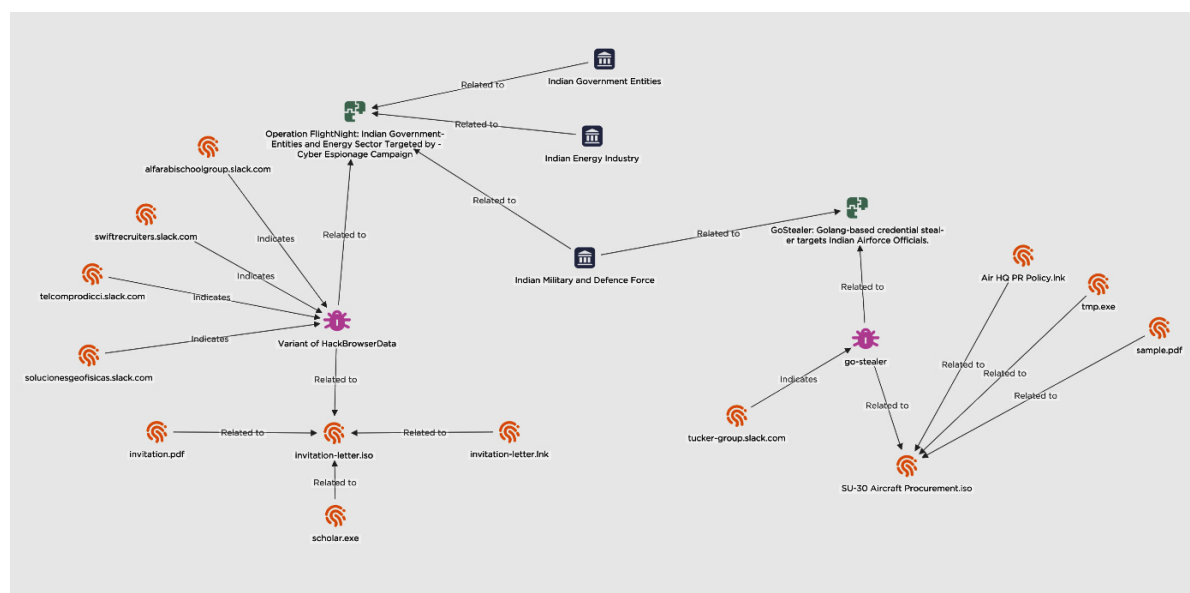 Indian Government Entities
Related to
Related to
Operation FlightNight: Indian Government-
Entities and Energy Sector Targeted by -
Cyber Espionage Campaign
Indian Energy Industry
alfarabischoolgroup.slack.com
Related to
GoStealer: Golang-based credential steal-
er targets Indian Airforce Officials.
swiftrecruiters.slack.com
Indicates
Related to
Related to
Indian Military and Defence Force
Air HQ PR Policy.lnk
telcomprodicci.slack.com
Indicates
Indicates
Related to
tmp.exe
Variant of HackBrowserData
Indicates
solucionesgeofisicas.slack.com
go-stealer
sample.pdf
Related to
Indicates
Related to
Related to
Related to
Related to
tucker-group.slack.com
Related to
Related to
invitation.pdf
invitation-letter.iso
invitation-letter.lnk
SU-30 Aircraft Procurement.iso
Related to
scholar.exe